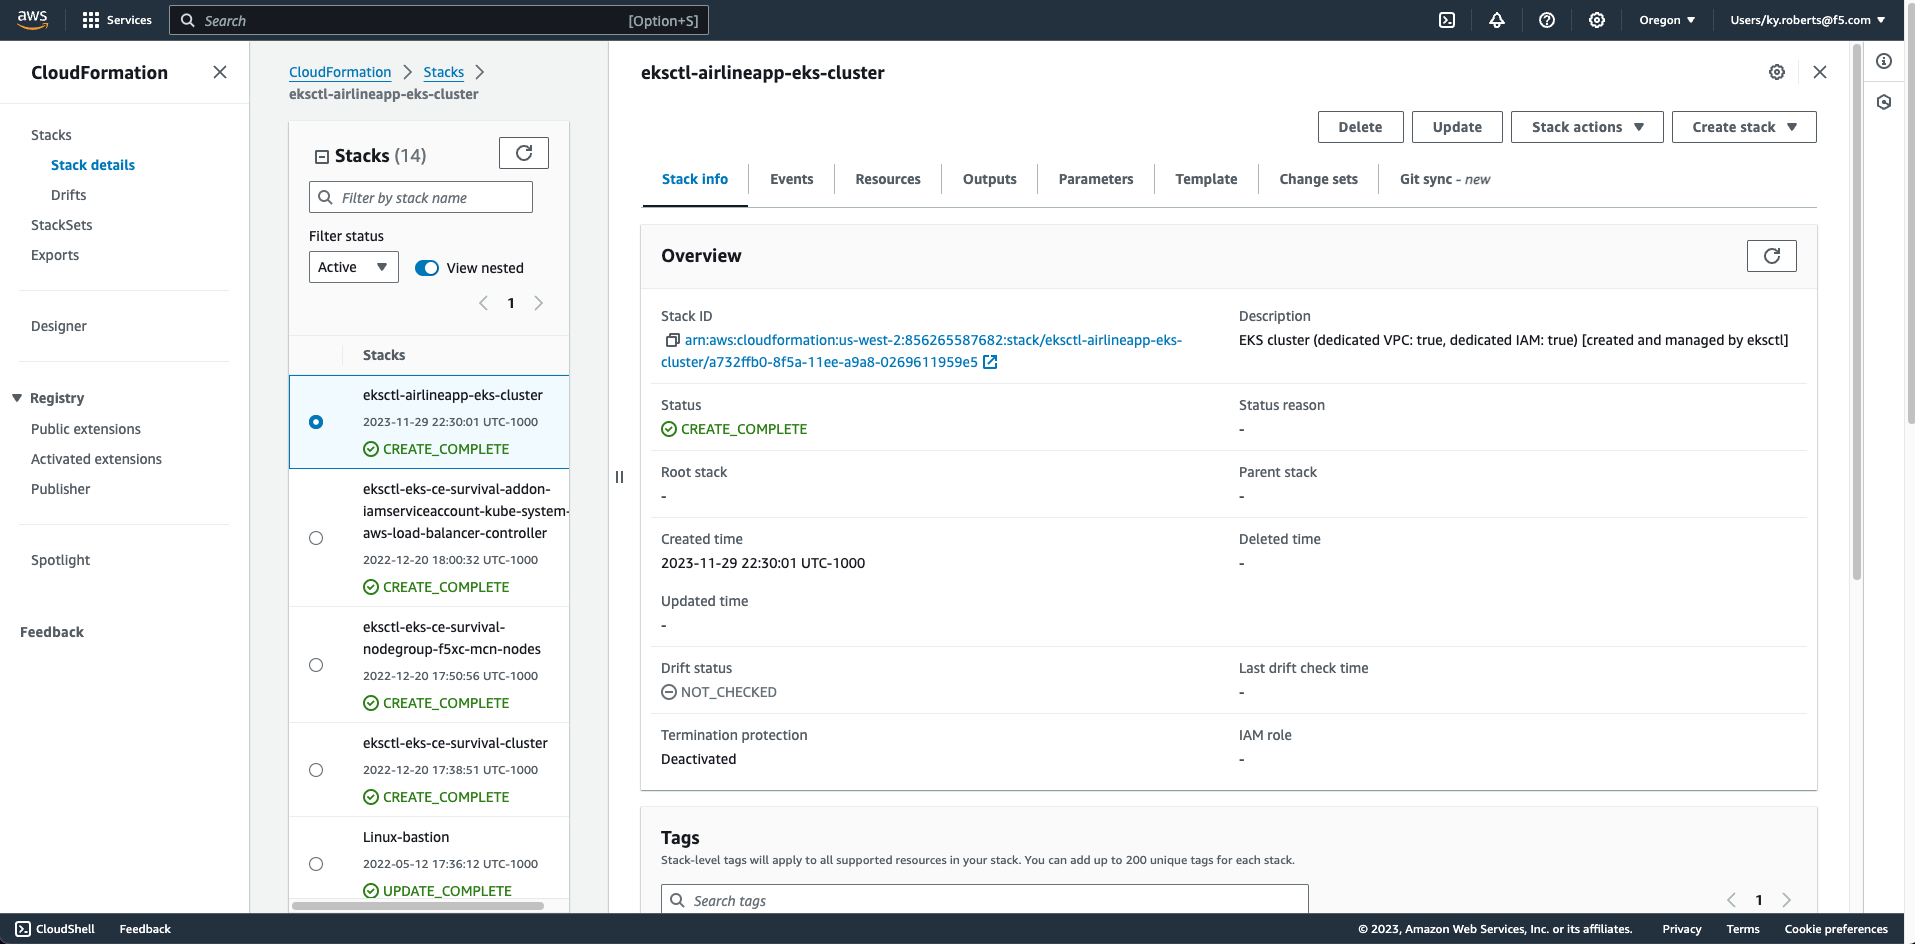 aws
Services
Search
[Option+S]
Oregon
Users/ky.roberts@f5.com
CloudFormation
Stacks
Stack details
Drifts
StackSets
Exports
Designer
Registry
Public extensions
Activated extensions
Publisher
Spotlight
Feedback
CloudFormation
Stacks
eksctl-airlineapp-eks-cluster
Stacks (14)
Filter by stack name
Filter status
Active
View nested
1
Stacks
eksctl-airlineapp-eks-cluster
2023-11-29 22:30:01 UTC-1000
CREATE_COMPLETE
eksctl-eks-ce-survival-addon-
iamserviceaccount-kube-system-
aws-load-balancer-controller
2022-12-20 18:00:32 UTC-1000
CREATE_COMPLETE
eksctl-eks-ce-survival-
nodegroup-f5xc-mcn-nodes
2022-12-20 17:50:56 UTC-1000
CREATE_COMPLETE
eksctl-eks-ce-survival-cluster
2022-12-20 17:38:51 UTC-1000
CREATE_COMPLETE
Linux-bastion
2022-05-12 17:36:12 UTC-1000
UPDATE_COMPLETE
eksctl-airlineapp-eks-cluster
Delete
Update
Stack actions
Create stack
Stack info
Events
Resources
Outputs
Parameters
Template
Change sets
Git sync - new
Overview
Stack ID
arn:aws:cloudformation:us-west-2:856265587682:stack/eksctl-airlineapp-eks-
cluster/a732ffb0-8f5a-11ee-a9a8-0269611959e5
Description
EKS cluster (dedicated VPC: true, dedicated IAM: true) [created and managed by eksctl]
Status
CREATE_COMPLETE
Status reason
-
Root stack
-
Parent stack
-
Created time
2023-11-29 22:30:01 UTC-1000
Deleted time
-
Updated time
-
Drift status
NOT_CHECKED
Last drift check time
-
Termination protection
Deactivated
IAM role
-
Tags
Stack-level tags will apply to all supported resources in your stack. You can add up to 200 unique tags for each stack.
Search tags
1
CloudShell
Feedback
© 2023, Amazon Web Services, Inc. or its affiliates.
Privacy
Terms
Cookie preferences